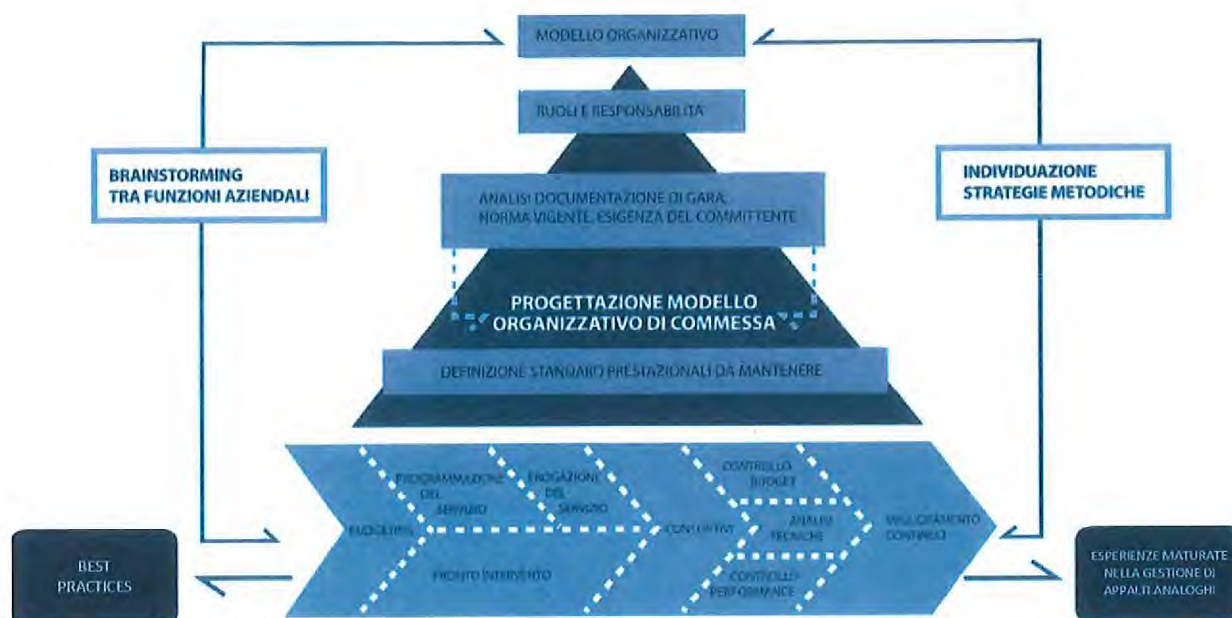 MODELLO ORGANIZZATIVO
RUOLI E RESPONSABILITA'
BRAINSTORMING
TRA FUNZIONI AZIENDALI
ANALISI DOCUMENTAZIONE DI GARA,
NORMA VIGENTE, ESIGENZA DEL COMMITTENTE
INDIVIDUAZIONE
STRATEGIE METODICHE
PROGETTAZIONE MODELLO
ORGANIZZATIVO DI COMMESSA
DEFINIZIONE STANDARD PRESTAZIONALI DA MANTENERE
BUDGETING
PROGRAMMAZIONE
DEL
SERVIZIO
EROGAZIONE
DEL
SERVIZIO
PRONTO INTERVENTO
CONTROLLO
BUDGET
ANALISI
TECNICHE
CONTROLLO
PERFORMANCE
MIGLIORAMENTO
CONTINUO
BEST
PRACTICES
ESPERIENZE MATURATE
NELLA GESTIONE DI
APPALTI ANALOGHI